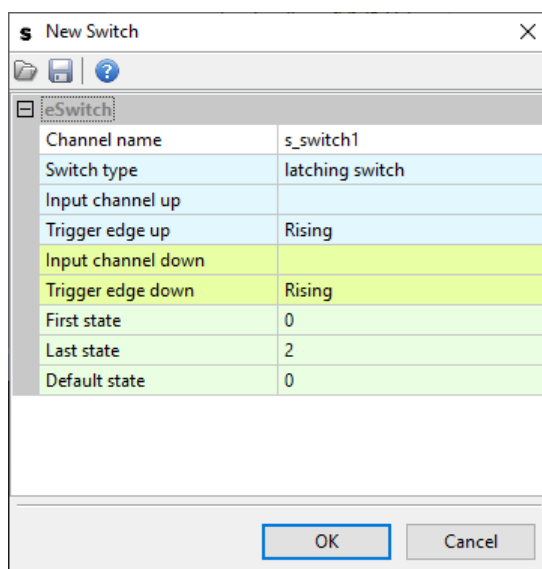 s New Switch
eSwitch
Channel name s_switch1
Switch type latching switch
Input channel up
Trigger edge up Rising
Input channel down
Trigger edge down Rising
First state 0
Last state 2
Default state 0
OK Cancel